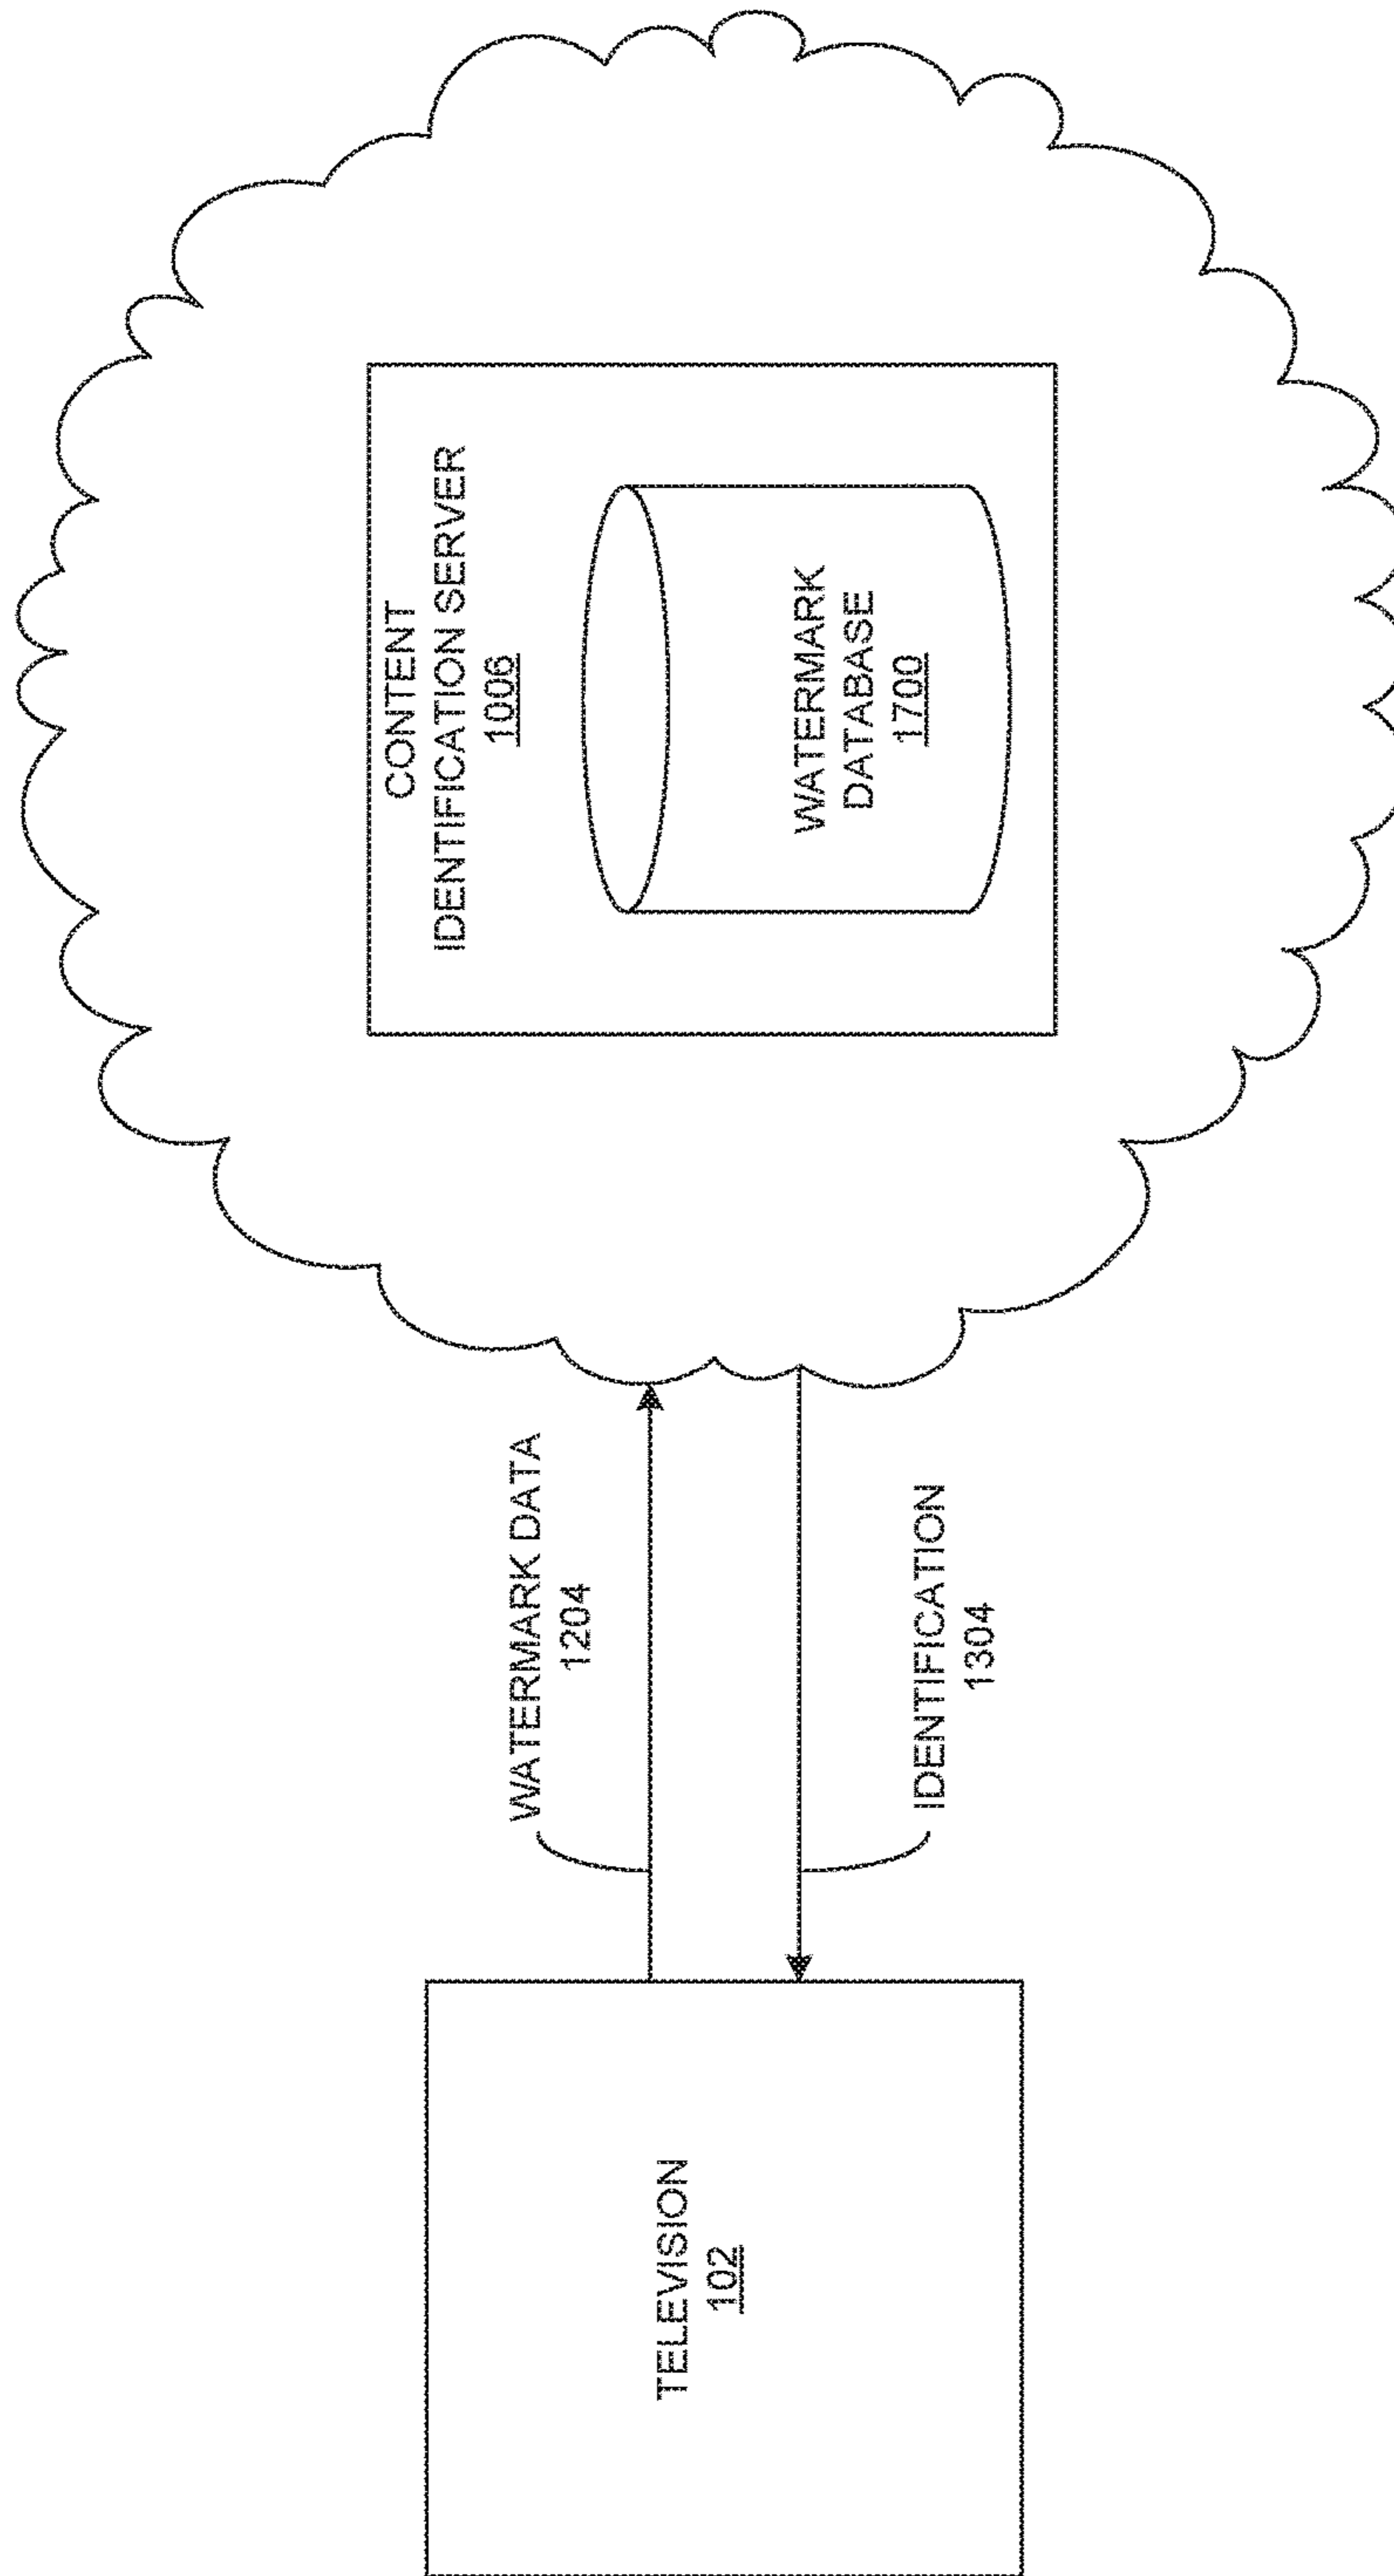 TELEVISION
102
WATERMARK DATA
1204
IDENTIFICATION
1304
CONTENT
IDENTIFICATION SERVER
1006
WATERMARK
DATABASE
1700